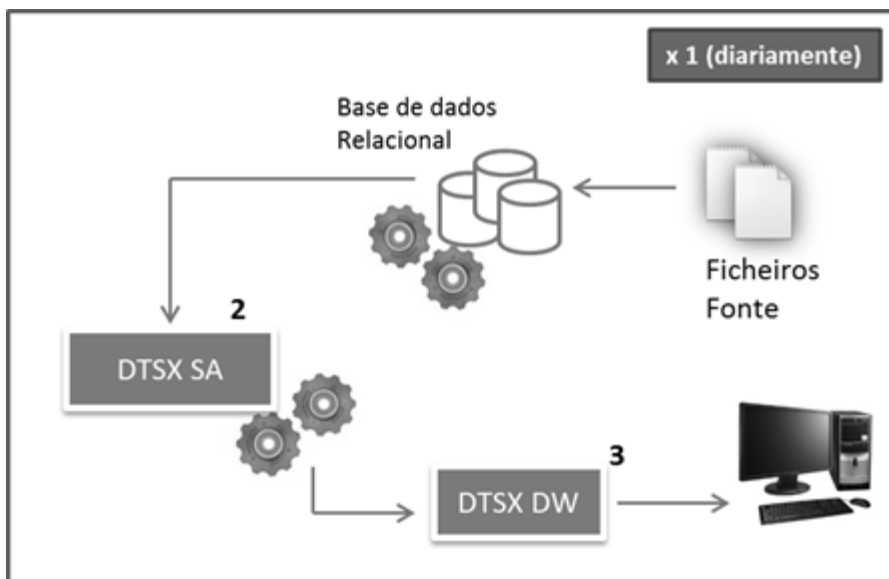 x 1 (diariamente)
Base de dados
Relacional
Ficheiros
Fonte
2
DTSX SA
3
DTSX DW